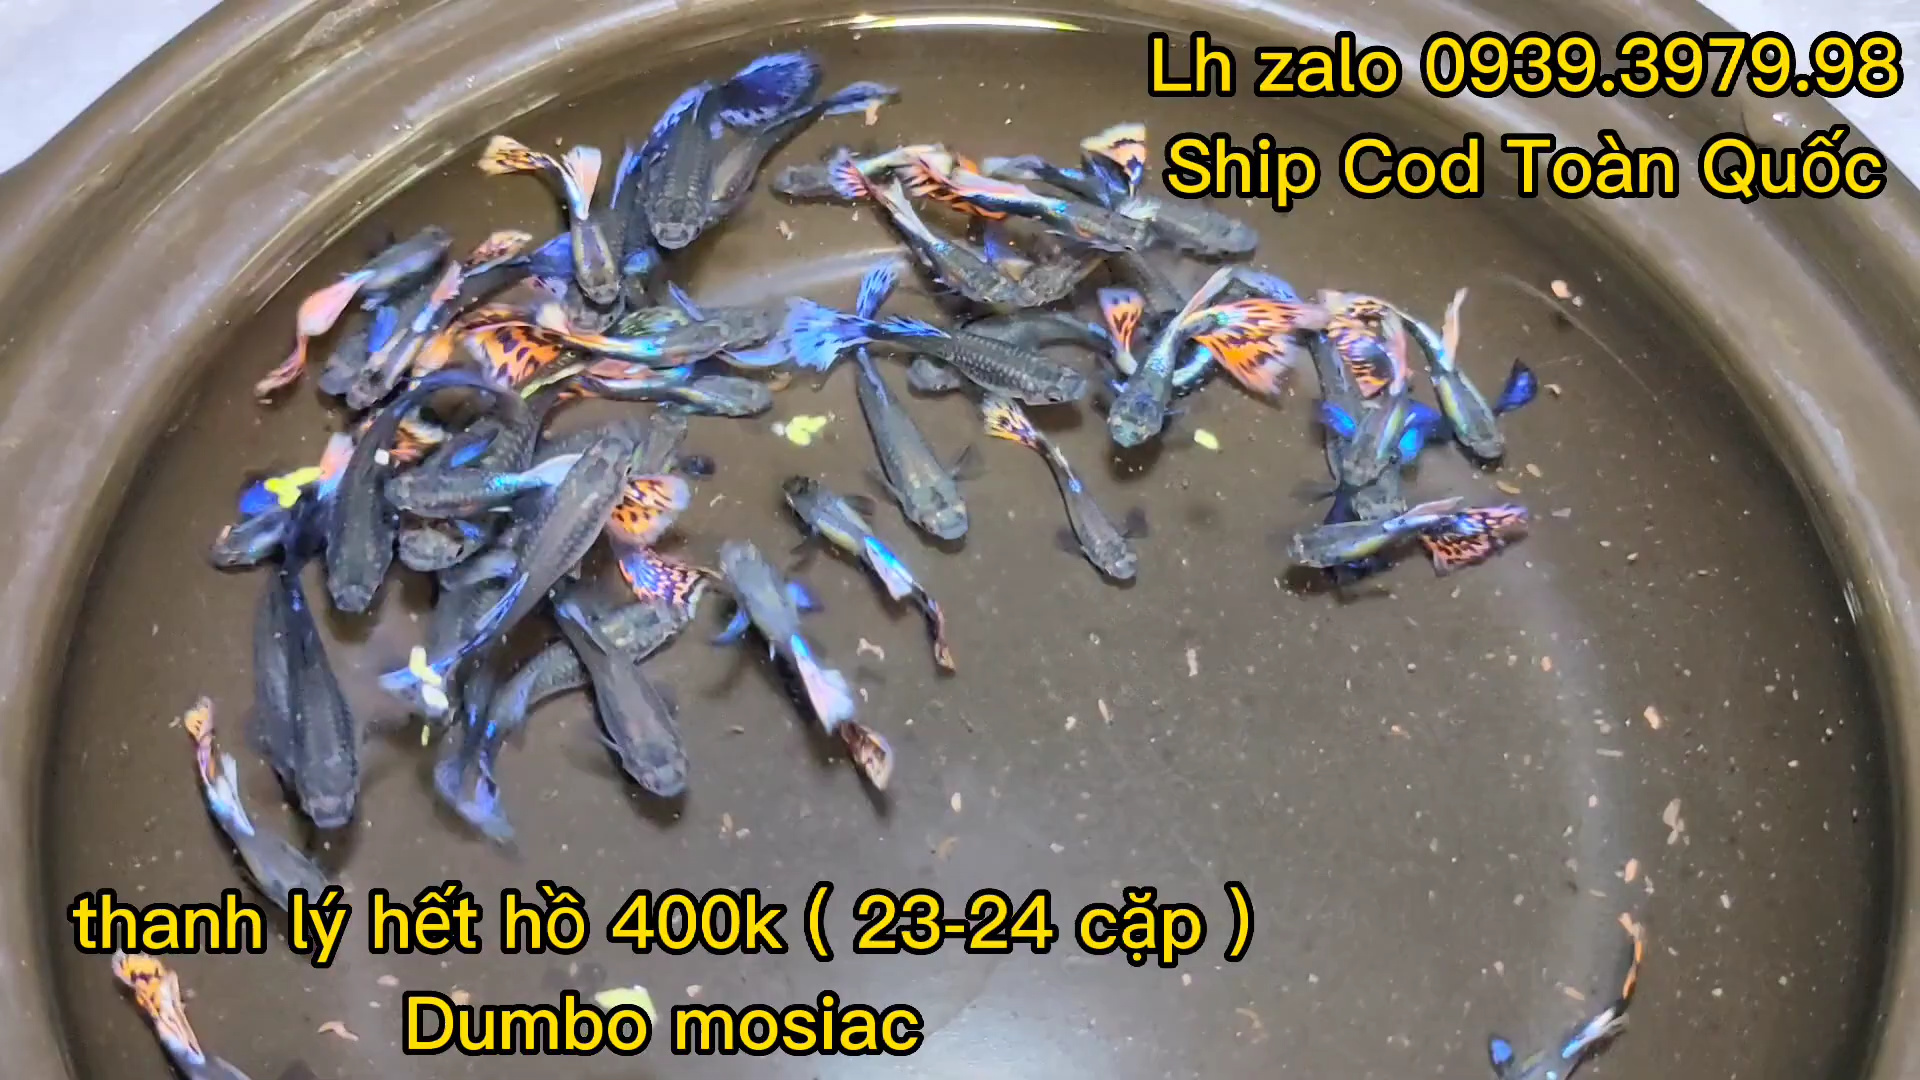 Lh zalo 0939.3979.98
Ship Cod Toàn Quốc
thanh lý hết hồ 400k ( 23-24 cặp )
Dumbo mosiac